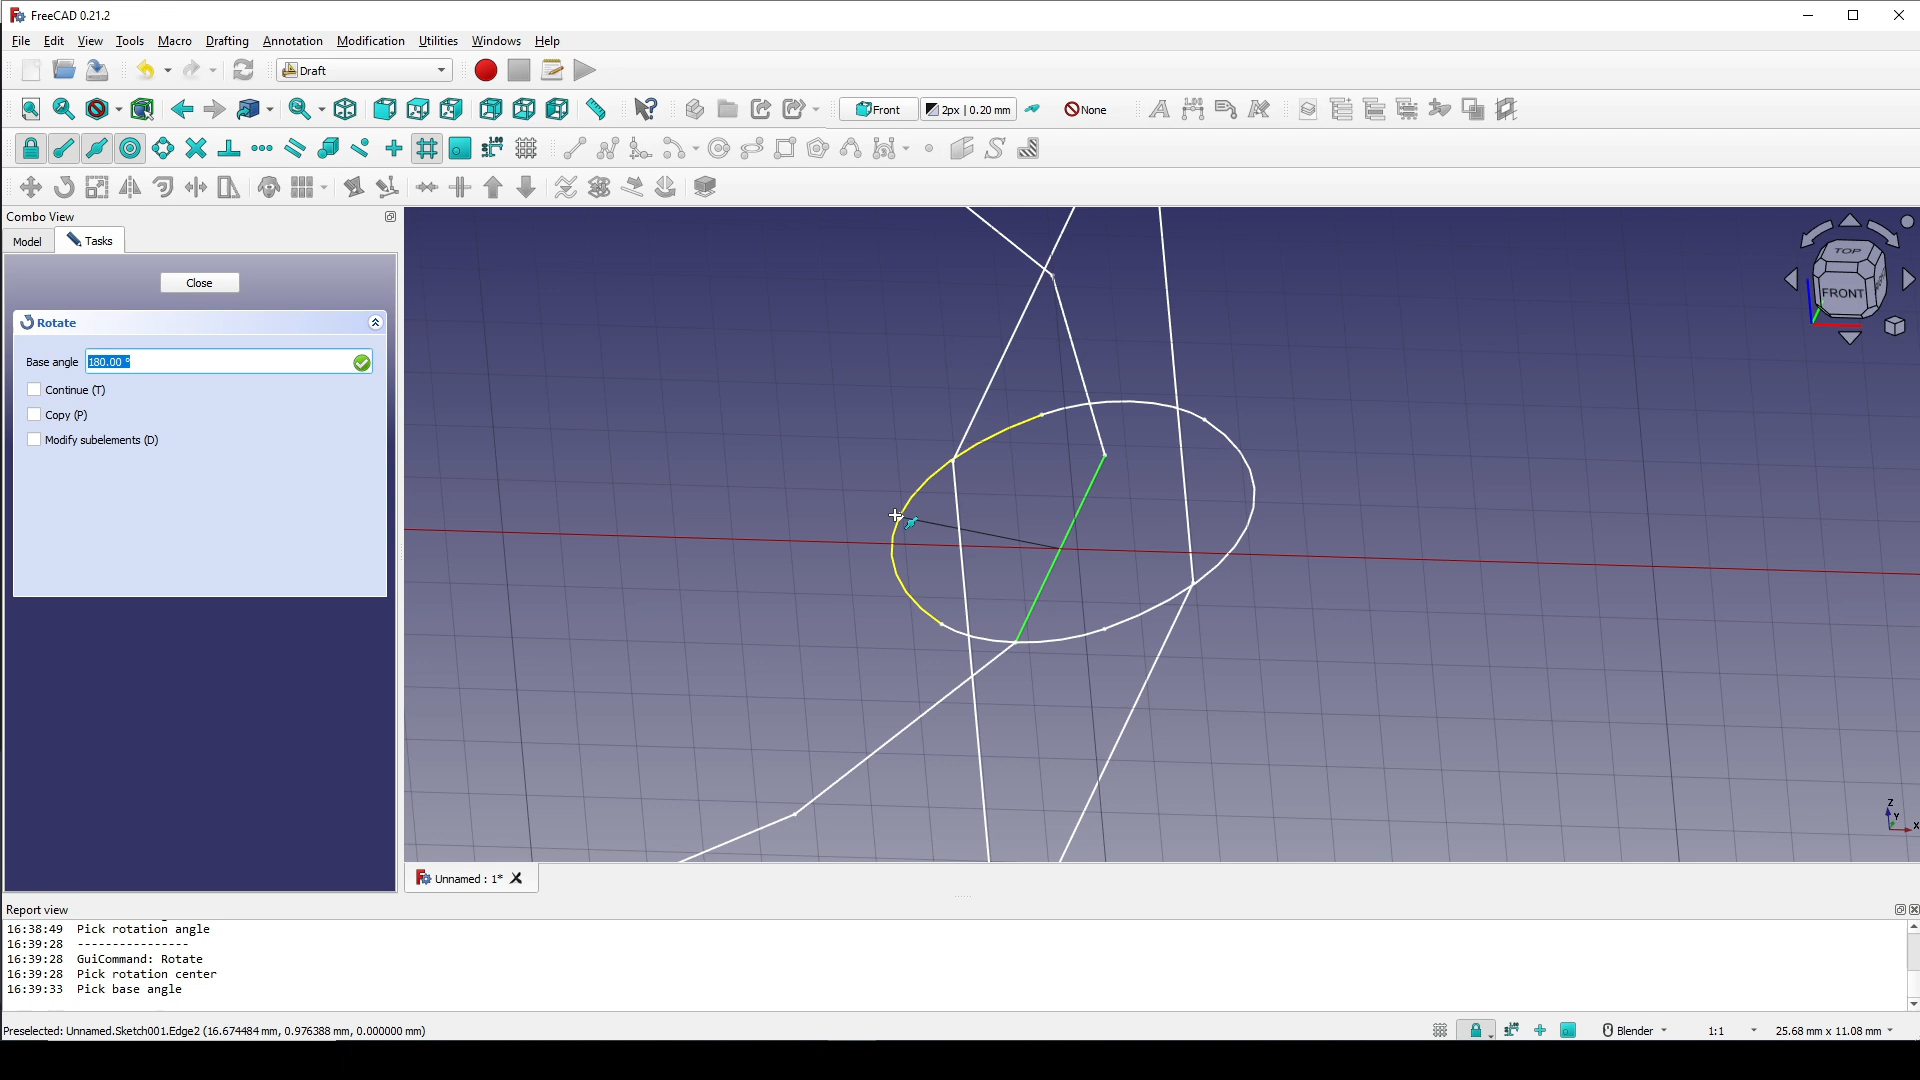 FreeCAD 0.21.2
File Edit View Tools Macro Drafting Annotation Modification Utilities Windows Help
Draft
Front 2px | 0.20 mm None
Combo View
Model Tasks
Close
Rotate
Base angle 180.00 °
Continue (T)
Copy (P)
Modify subelements (D)
TOP
FRONT
Z
Y
X
Unnamed : 1*
Report view
16:38:49 Pick rotation angle
16:39:28 ----------------
16:39:28 GuiCommand: Rotate
16:39:28 Pick rotation center
16:39:33 Pick base angle
Preselected: Unnamed.Sketch001.Edge2 (16.674484 mm, 0.976388 mm, 0.000000 mm) Blender 1:1 25.68 mm x 11.08 mm